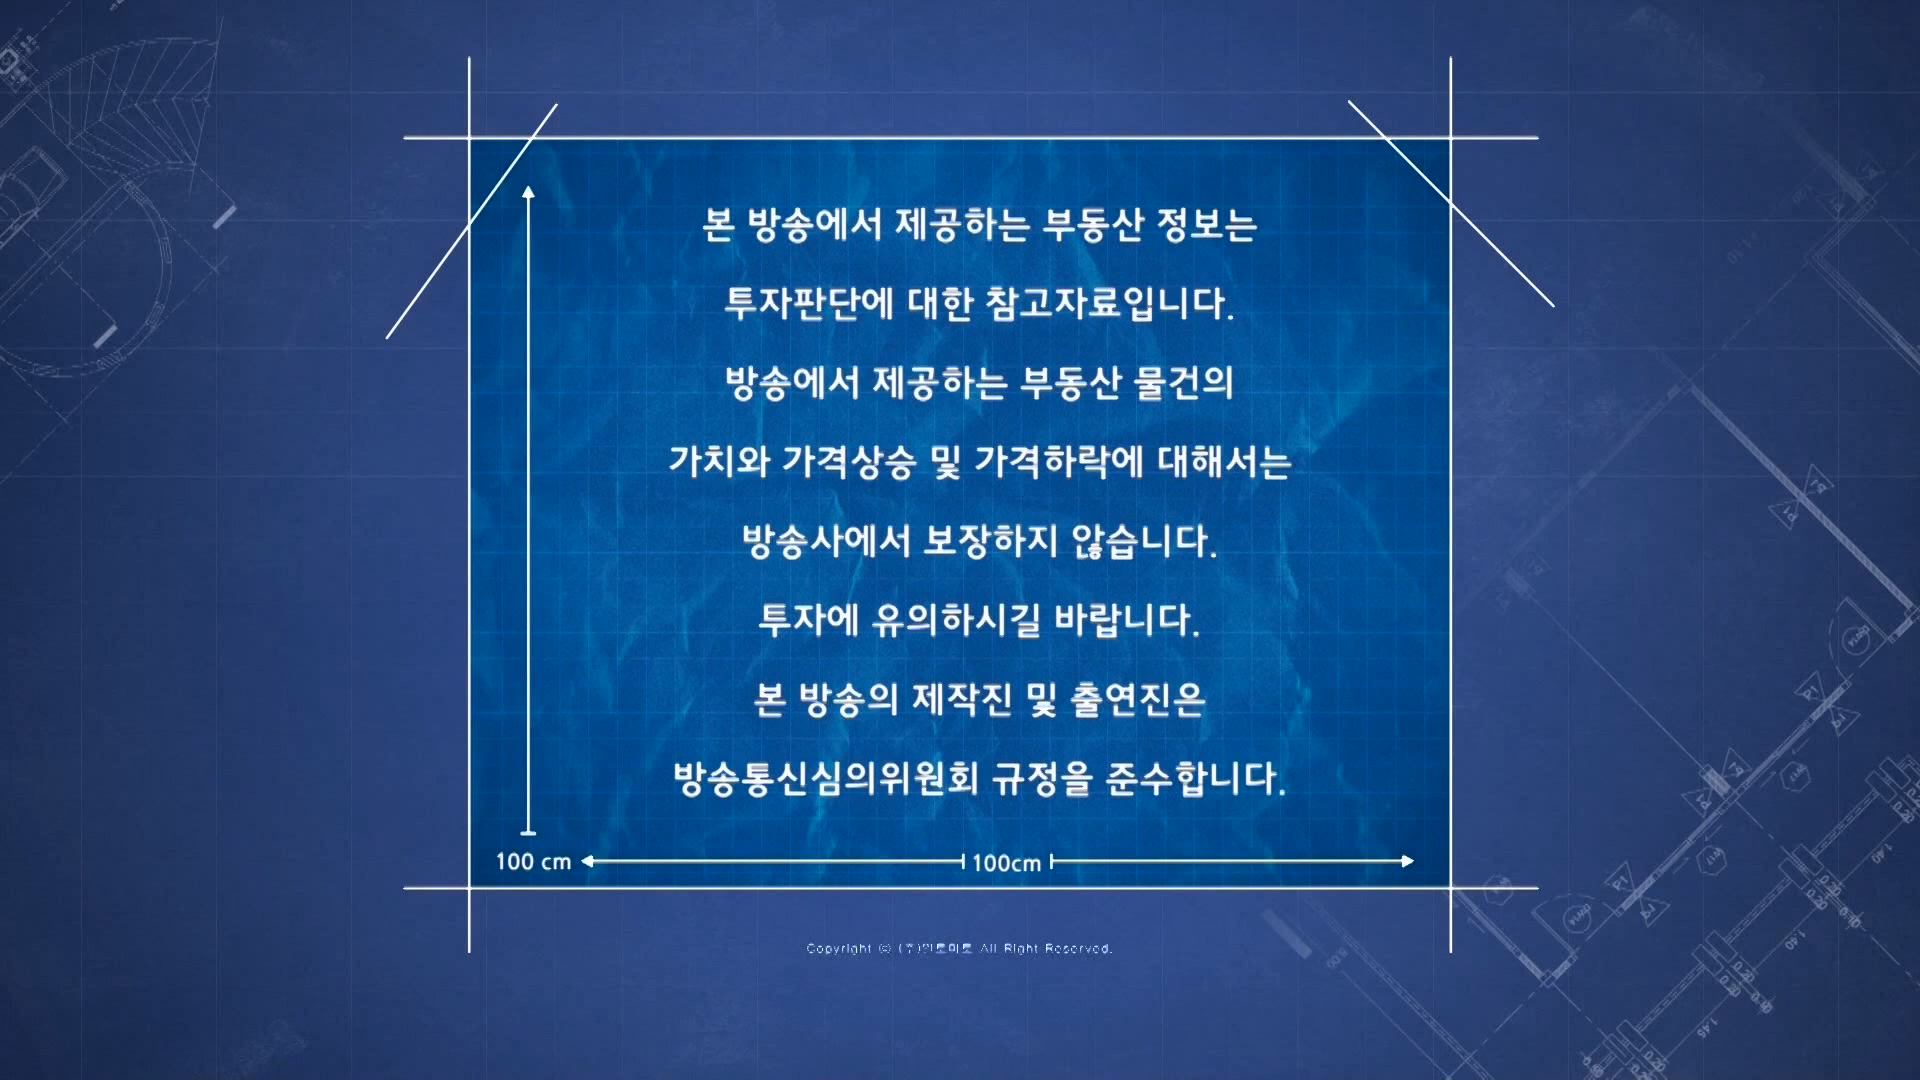 본 방송에서 제공하는 부동산 정보는
투자판단에 대한 참고자료입니다.
방송에서 제공하는 부동산 물건의
가치와 가격상승 및 가격하락에 대해서는
방송사에서 보장하지 않습니다.
투자에 유의하시길 바랍니다.
본 방송의 제작진 및 출연진은
방송통신심의위원회 규정을 준수합니다.
100 cm 100cm
Copyright ⓒ All Right Reserved.